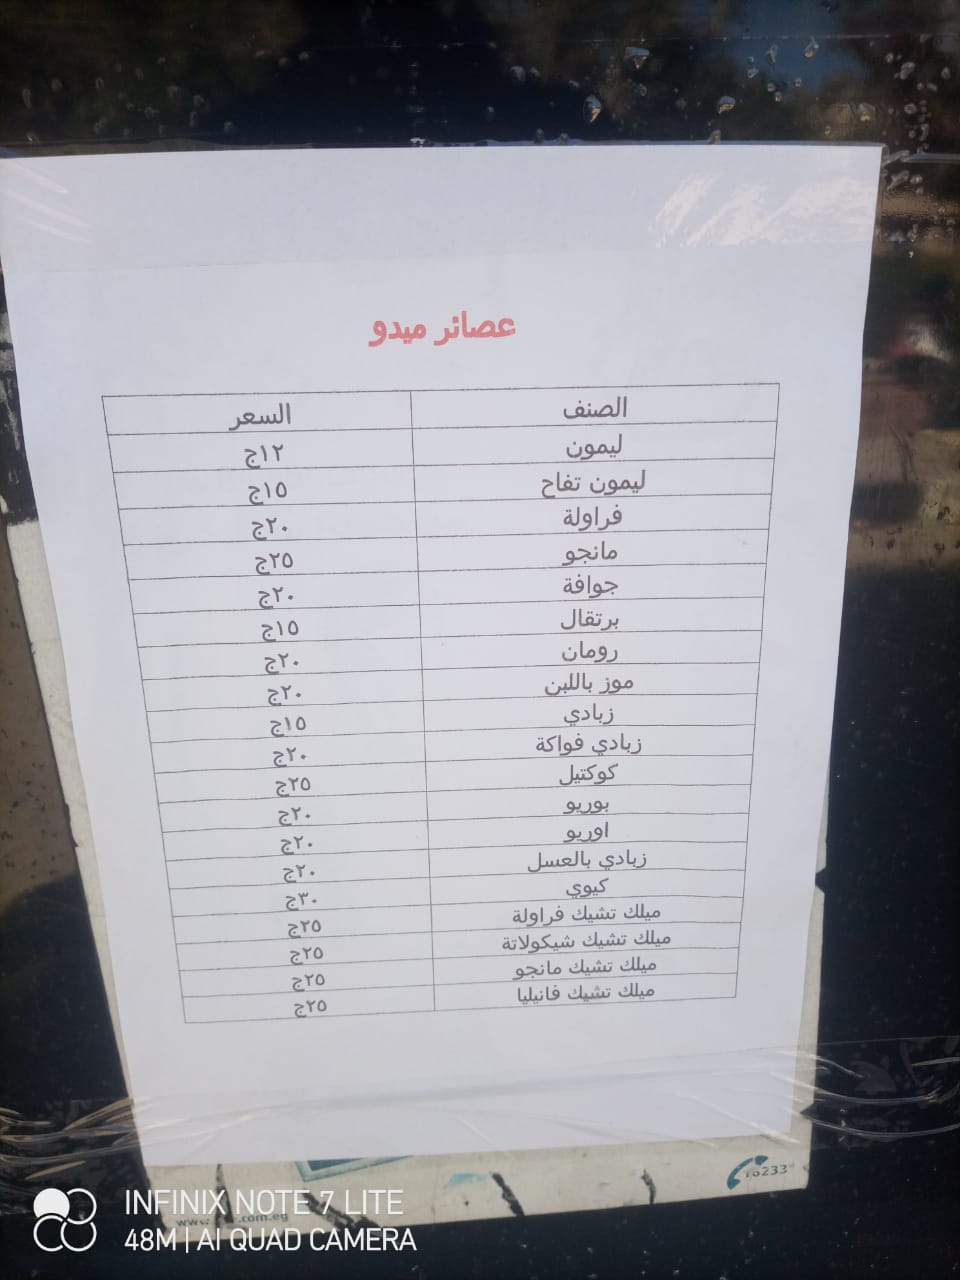 عصائر ميدو
الصنف السعر
ليمون ١٢ج
ليمون تفاح ١٥ج
فراولة ٢٠ج
مانجو ٢٥ج
جوافة ٢٠ج
برتقال ١٥ج
رومان ٢٠ج
موز باللبن ٢٠ج
زبادي ١٥ج
زبادي فواكة ٢٠ج
كوكتيل ٢٥ج
بوريو ٢٠ج
اوريو ٢٠ج
زبادي بالعسل ٢٠ج
كيوي ٣٠ج
ميلك تشيك فراولة ٢٥ج
ميلك تشيك شيكولاتة ٢٥ج
ميلك تشيك مانجو ٢٥ج
ميلك تشيك فانيليا ٢٥ج
.com.eg
INFINIX NOTE 7 LITE
48M | AI QUAD CAMERA